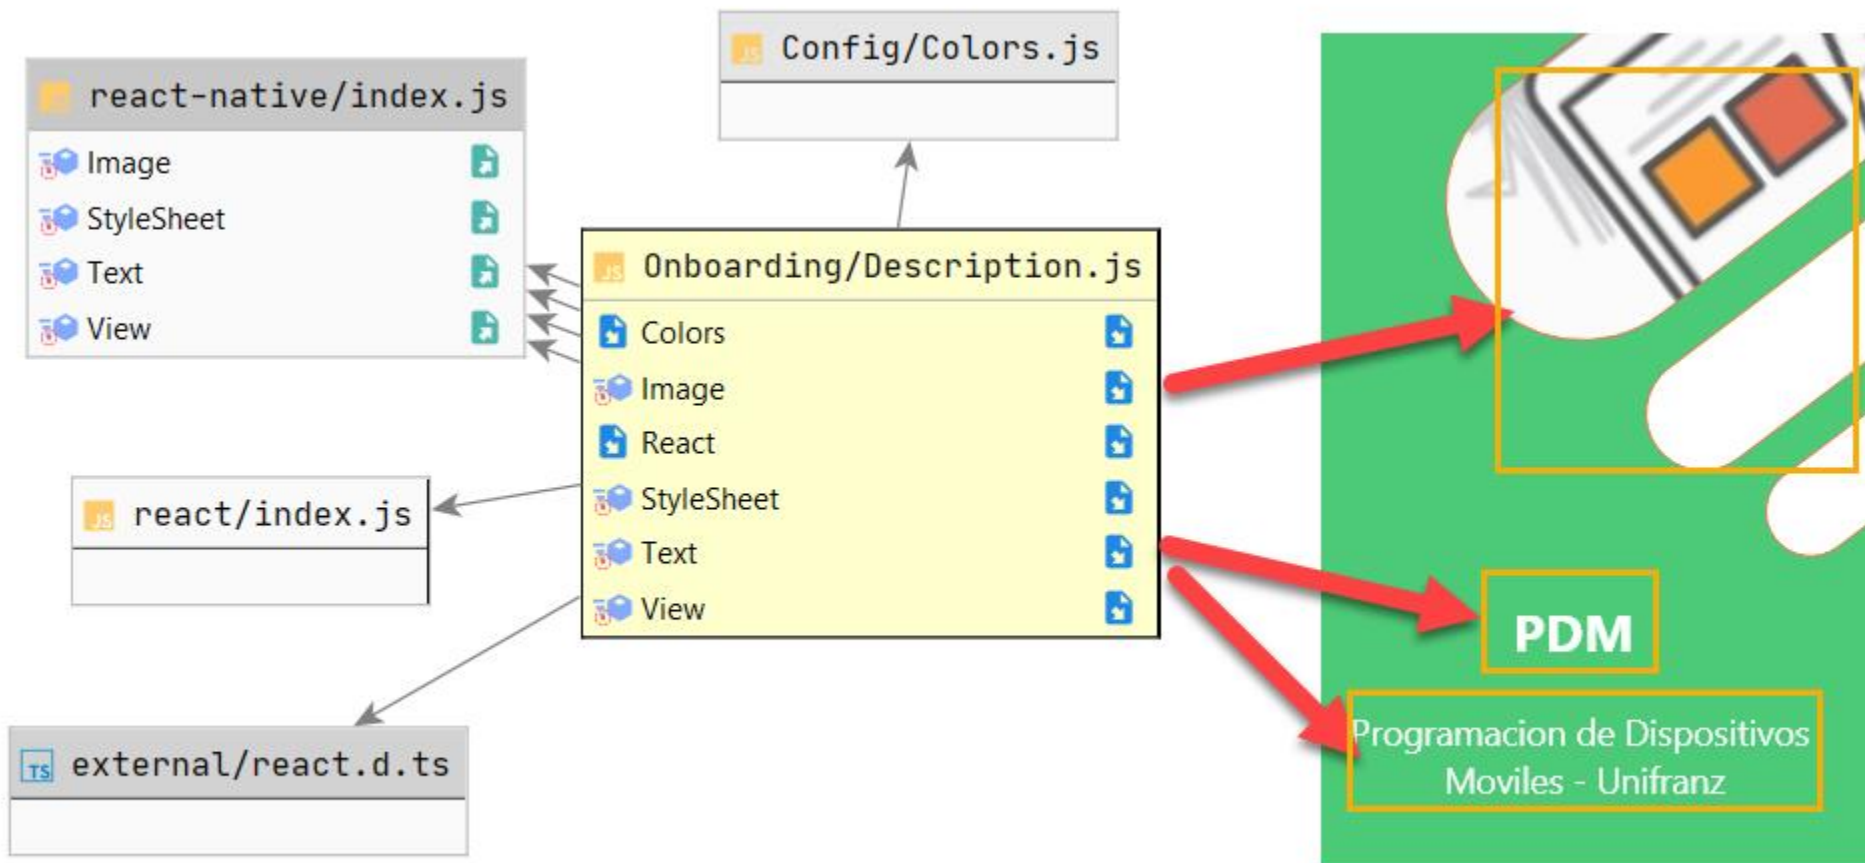 Config/Colors.js
react-native/index.js
Image
StyleSheet
Text
View
Onboarding/Description.js
Colors
Image
React
StyleSheet
Text
View
react/index.js
external/react.d.ts
PDM
Programacion de Dispositivos
Moviles - Unifranz